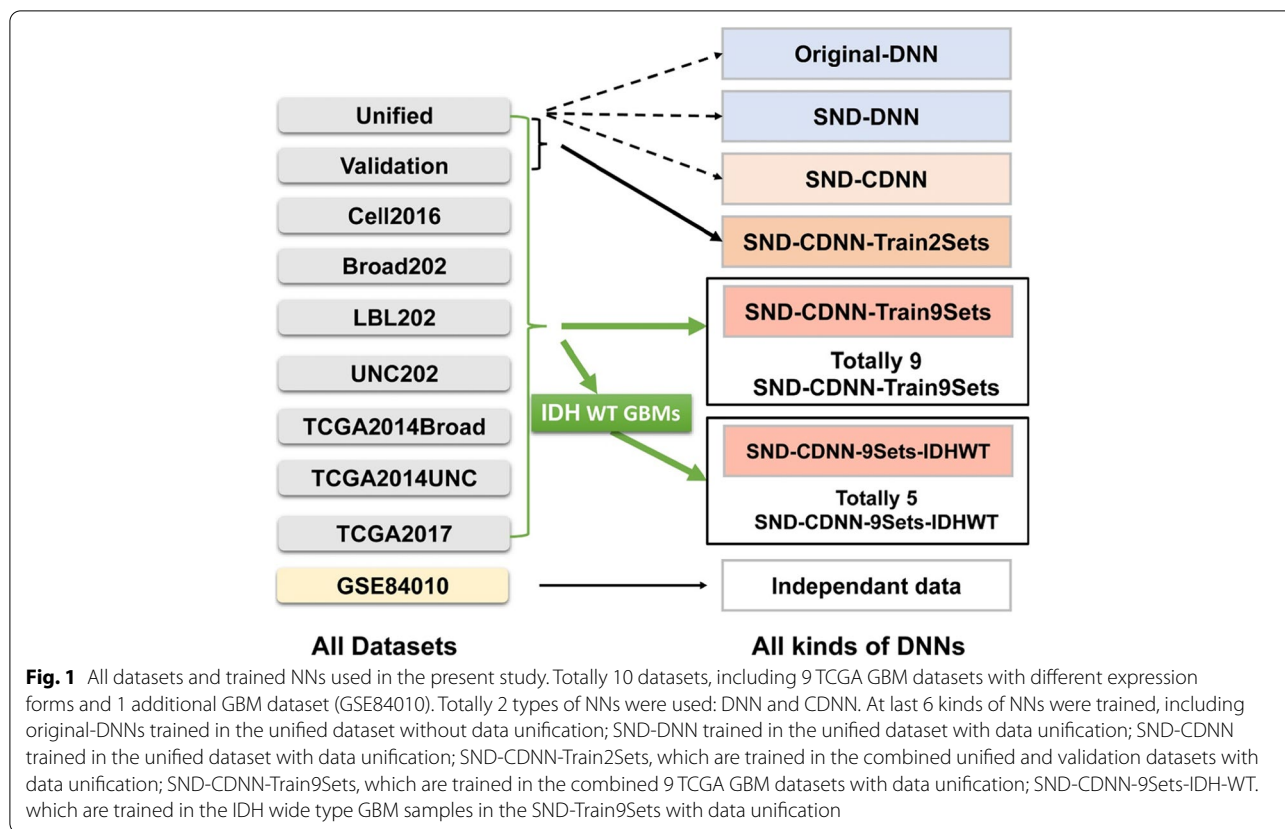 Unified
Validation
Cell2016
Broad202
LBL202
UNC202
TCGA2014Broad
TCGA2014UNC
TCGA2017
GSE84010
All Datasets
IDH WT GBMs
Original-DNN
SND-DNN
SND-CDNN
SND-CDNN-Train2Sets
SND-CDNN-Train9Sets
Totally 9
SND-CDNN-Train9Sets
SND-CDNN-9Sets-IDHWT
Totally 5
SND-CDNN-9Sets-IDHWT
Independant data
All kinds of DNNs
Fig. 1 All datasets and trained NNs used in the present study. Totally 10 datasets, including 9 TCGA GBM datasets with different expression
forms and 1 additional GBM dataset (GSE84010). Totally 2 types of NNs were used: DNN and CDNN. At last 6 kinds of NNs were trained, including
original-DNNs trained in the unified dataset without data unification; SND-DNN trained in the unified dataset with data unification; SND-CDNN
trained in the unified dataset with data unification; SND-CDNN-Train2Sets, which are trained in the combined unified and validation datasets with
data unification; SND-CDNN-Train9Sets, which are trained in the combined 9 TCGA GBM datasets with data unification; SND-CDNN-9Sets-IDH-WT.
which are trained in the IDH wide type GBM samples in the SND-Train9Sets with data unification